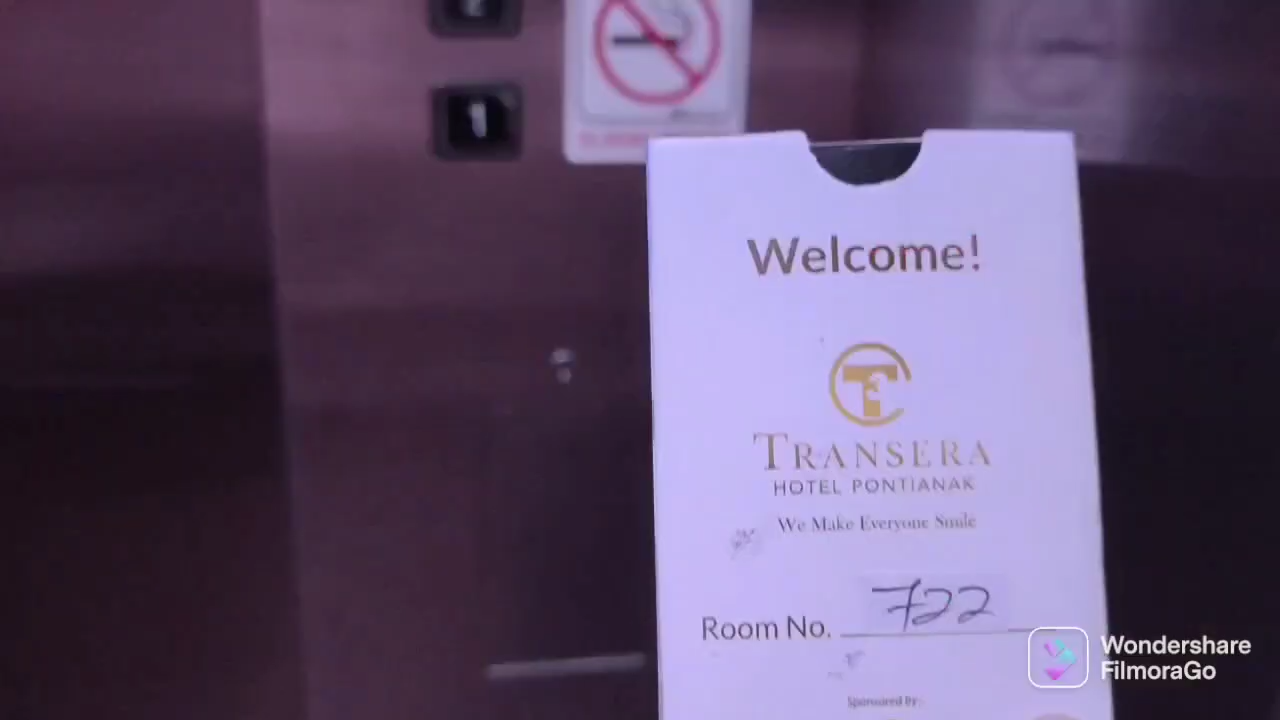 1
Welcome!
TRANSERA
HOTEL PONTIANAK
We Make Everyone Smile
Room No. 722
Sponsored By:
Wondershare
FilmoraGo